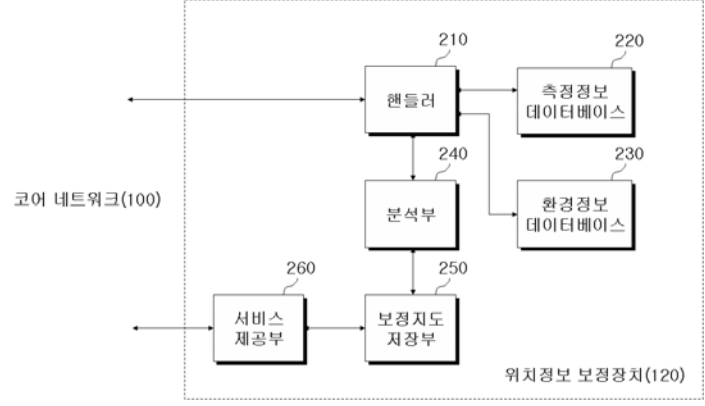 210
220
핸들러
측정정보
데이터베이스
240
230
코어 네트워크(100)
분석부
환경정보
데이터베이스
260
250
서비스
제공부
보정지도
저장부
위치정보 보정장치(120)